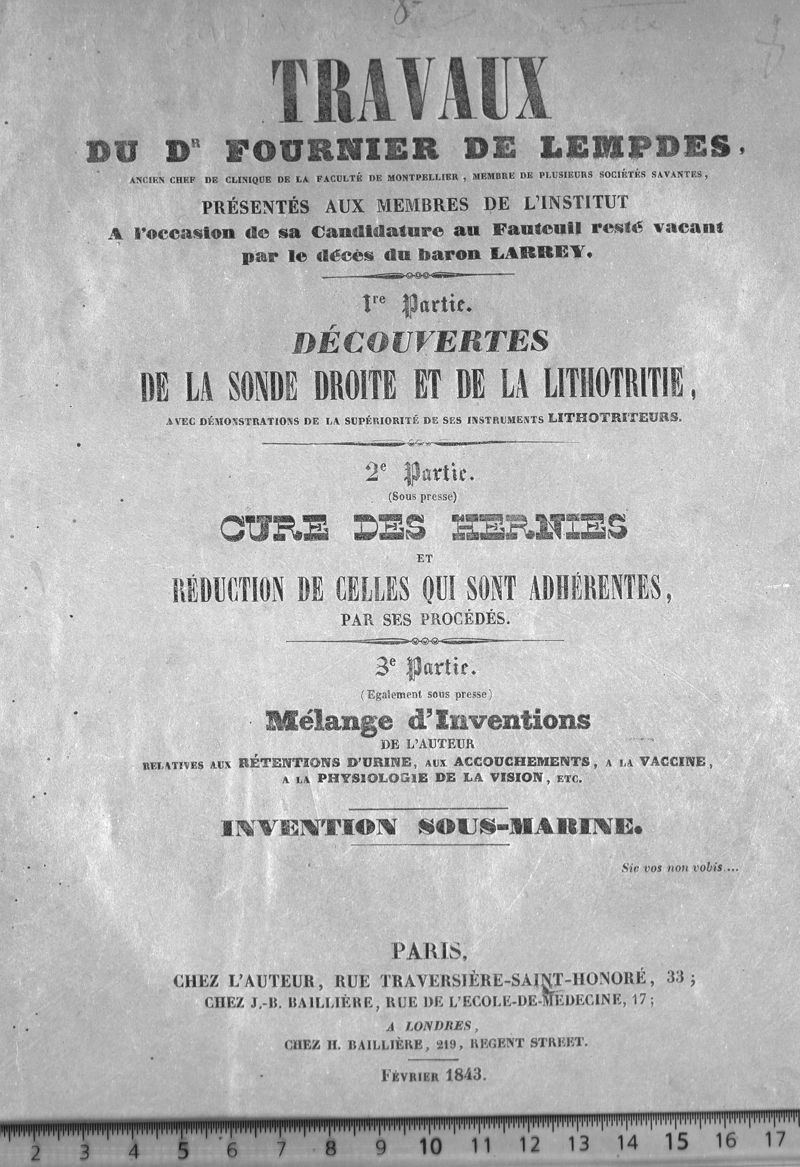 TRAVAUX
DU DR FOURNIER DE LEMPDES,
ANCIEN CHEF DE CLINIQUE DE LA FACULTÉ DE MONTPELLIER, MEMBRE DE PLUSIEURS SOCIÉTÉS SAVANTES,
PRÉSENTÉS AUX MEMBRES DE L'INSTITUT
A l'occasion de sa Candidature au Fauteuil resté vacant
par le décès du baron LARREY.
1re Partie.
DÉCOUVERTES
DE LA SONDE DROITE ET DE LA LITHOTRITIE,
AVEC DÉMONSTRATIONS DE LA SUPÉRIORITÉ DE SES INSTRUMENTS LITHOTRITEURS.
2e Partie.
(Sous presse)
CURE DES HERNIES
ET
RÉDUCTION DE CELLES QUI SONT ADHÉRENTES,
PAR SES PROCÉDÉS.
3e Partie.
(Egalement sous presse)
Mélange d'Inventions
DE L'AUTEUR
RELATIVES AUX RÉTENTIONS D'URINE, AUX ACCOUCHEMENTS, A LA VACCINE,
A LA PHYSIOLOGIE DE LA VISION, ETC.
INVENTION SOUS-MARINE.
Sic vos non vobis....
PARIS,
CHEZ L'AUTEUR, RUE TRAVERSIÈRE-SAINT-HONORÉ, 33;
CHEZ J.-B. BAILLIÈRE, RUE DE L'ECOLE-DE-MEDECINE, 17;
A LONDRES,
CHEZ H. BAILLIÈRE, 219, REGENT STREET.
FÉVRIER 1843.
2 3 4 5 6 7 8 9 10 11 12 13 14 15 16 17